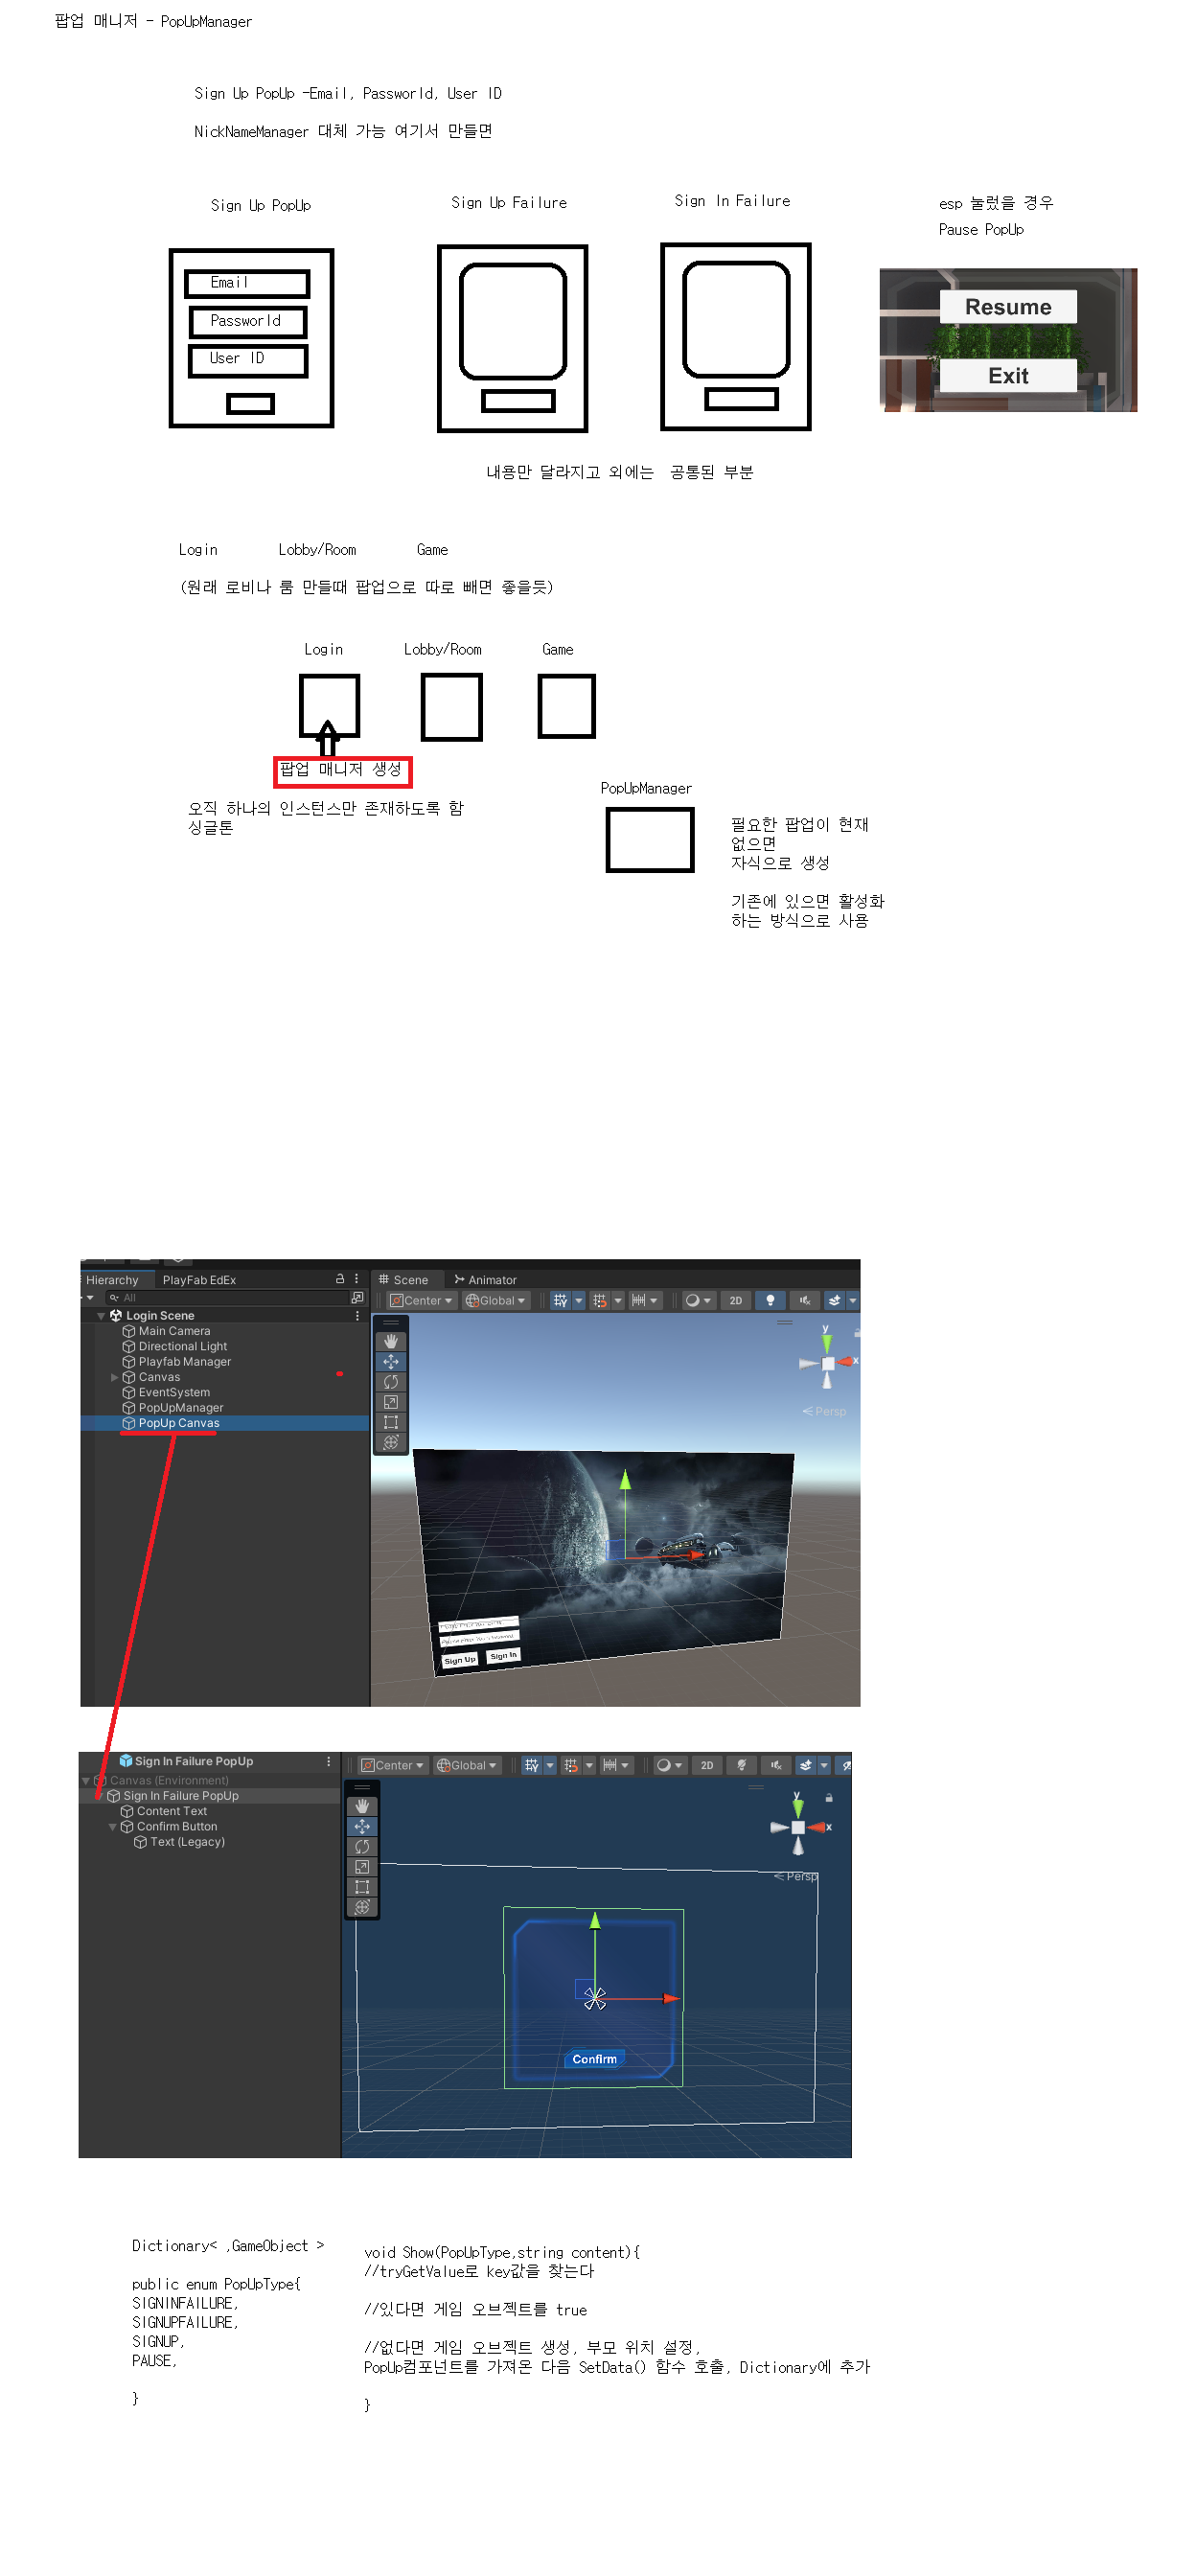 팝업 매니저 - PopUpManager
Sign Up PopUp -Email, Passworld, User ID
NickNameManager 대체 가능 여기서 만들면
Sign Up PopUp
Sign Up Failure
Sign In Failure
esp 눌렀을 경우
Pause PopUp
Email
Passworld
User ID
Resume
Exit
내용만 달라지고 외에는 공통된 부분
Login Lobby/Room Game
(원래 로비나 룸 만들때 팝업으로 따로 빼면 좋을듯)
Login Lobby/Room Game
팝업 매니저 생성
오직 하나의 인스턴스만 존재하도록 함
싱글톤
PopUpManager
필요한 팝업이 현재
없으면
자식으로 생성
기존에 있으면 활성화
하는 방식으로 사용
Hierarchy PlayFab EdEx
All
Login Scene
Main Camera
Directional Light
Playfab Manager
Canvas
EventSystem
PopUpManager
PopUp Canvas
Scene Animator
Center Global 2D
y
x
Persp
Sign Up Sign In
Sign In Failure PopUp
Canvas (Environment)
Sign In Failure PopUp
Content Text
Confirm Button
Text (Legacy)
Center Global 2D
y
x
Persp
Confirm
Dictionary< ,GameObject >
public enum PopUpType{
SIGNINFAILURE,
SIGNUPFAILURE,
SIGNUP,
PAUSE,
}
void Show(PopUpType,string content){
//tryGetValue로 key값을 찾는다
//있다면 게임 오브젝트를 true
//없다면 게임 오브젝트 생성, 부모 위치 설정,
PopUp컴포넌트를 가져온 다음 SetData() 함수 호출, Dictionary에 추가
}